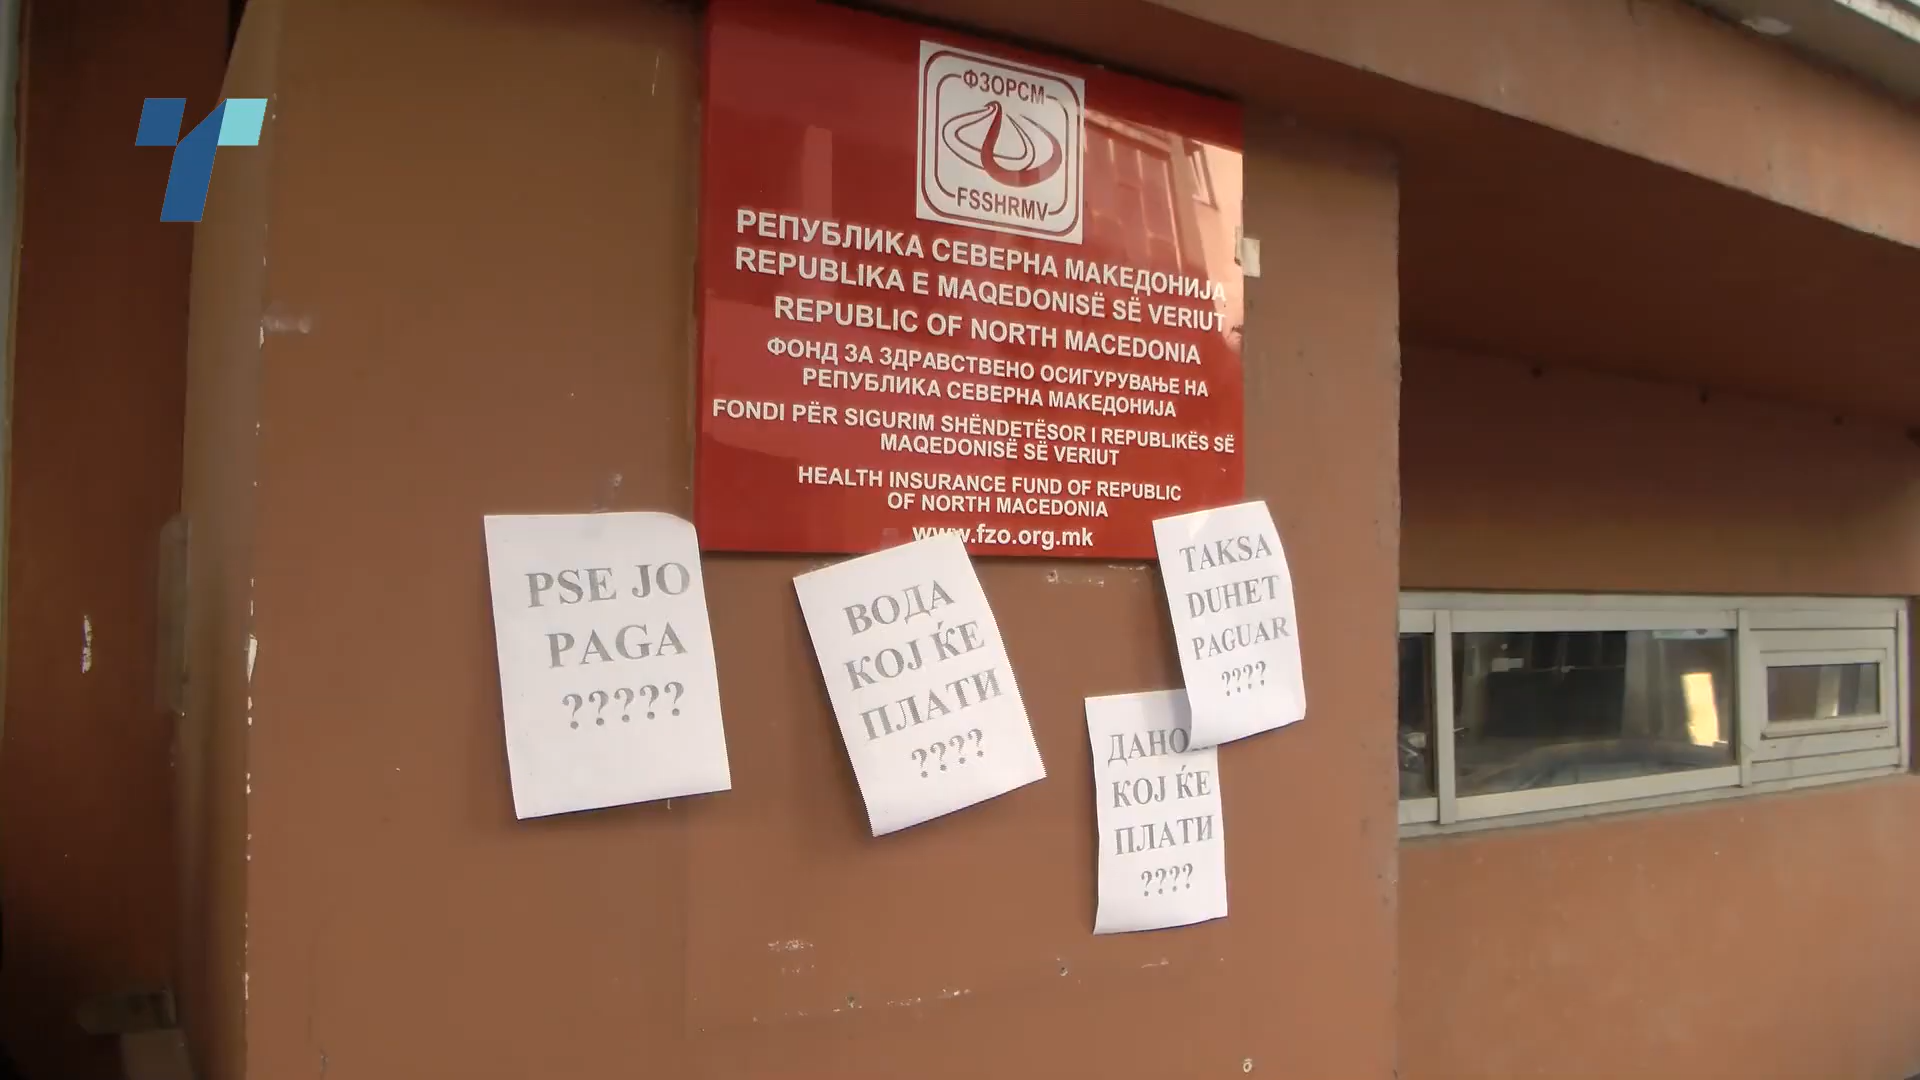 ФЗОРСМ
FSSHRMV
РЕПУБЛИКА СЕВЕРНА МАКЕДОНИЈА
REPUBLIKA E MAQEDONISË SË VERIUT
REPUBLIC OF NORTH MACEDONIA
ФОНД ЗА ЗДРАВСТВЕНО ОСИГУРУВАЊЕ НА
РЕПУБЛИКА СЕВЕРНА МАКЕДОНИЈА
FONDI PËR SIGURIM SHËNDETËSOR I REPUBLIKËS SË
MAQEDONISË SË VERIUT
HEALTH INSURANCE FUND OF REPUBLIC
OF NORTH MACEDONIA
www.fzo.org.mk
PSE JO
PAGA
?????
ВОДА
КОЈ ЌЕ
ПЛАТИ
????
TAKSA
DUHET
PAGUAR
????
КОЈ ЌЕ
ПЛАТИ
????